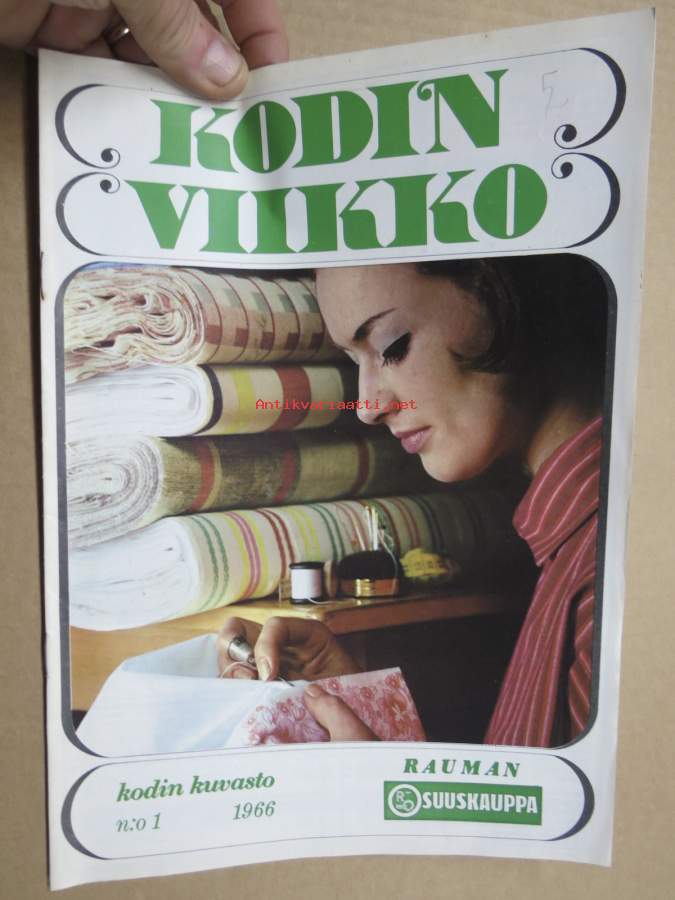 5
KODIN
VIIKKO
Antikvariaatti.net
kodin kuvasto
n:o 1 1966
RAUMAN
OSUUSKAUPPA